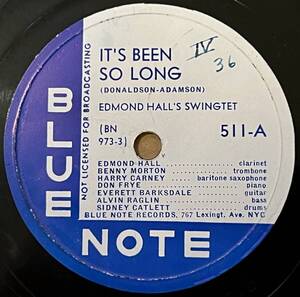 IT'S BEEN
SO LONG
(DONALDSON-ADAMSON)
IV
36
EDMOND HALL'S SWINGTET
(BN
973-3)
511-A
NOT LICENSED FOR BROADCASTING
BLUE
NOTE
EDMOND HALL clarinet
BENNY MORTON trombone
HARRY CARNEY baritone saxophone
DON FRYE piano
EVERETT BARKSDALE guitar
ALVIN RAGLIN bass
SIDNEY CATLETT drums
BLUE NOTE RECORDS, 767 Lexingt. Ave. NYC